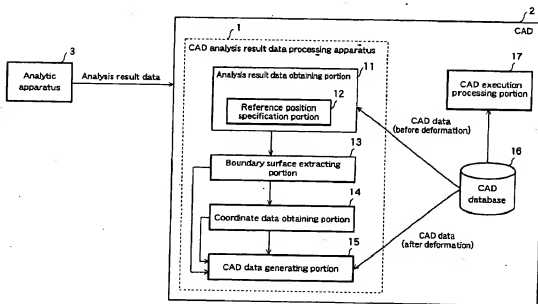 2
CAD
1
CAD analysis result data processing apparatus
3
Analytic
apparatus
Analysis result data
11
Analysis result data obtaining portion
12
Reference position
specification portion
17
CAD execution
processing portion
CAD data
(before deformation)
13
Boundary surface extracting
portion
16
CAD
database
14
Coordinate data obtaining portion
15
CAD data generating portion
CAD data
(after deformation)